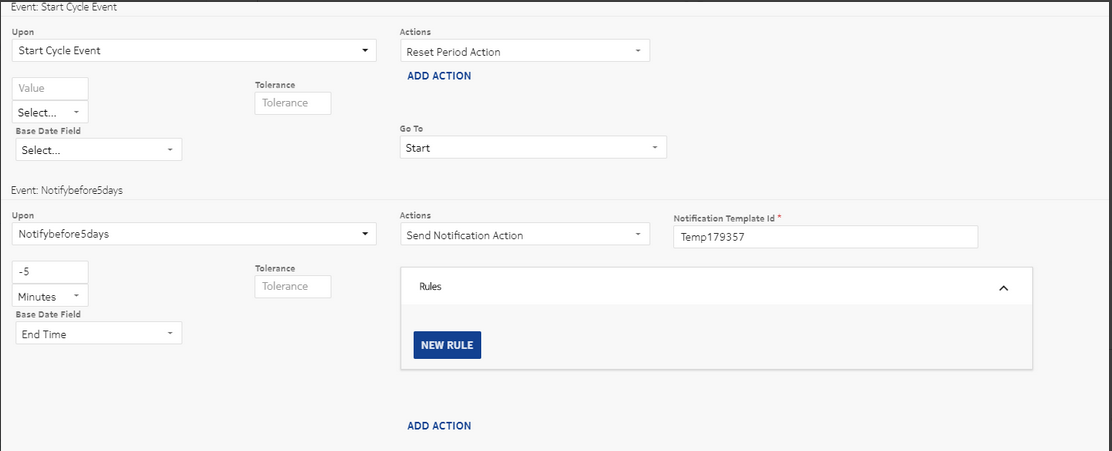 Event: Start Cycle Event
Upon
Start Cycle Event
Actions
Reset Period Action
ADD ACTION
Value
Select...
Tolerance
Tolerance
Base Date Field
Select...
Go To
Start
Event: Notifybefore5days
Upon
Notifybefore5days
Actions
Send Notification Action
Notification Template Id *
Temp179357
-5
Minutes
Tolerance
Tolerance
Base Date Field
End Time
Rules
NEW RULE
ADD ACTION